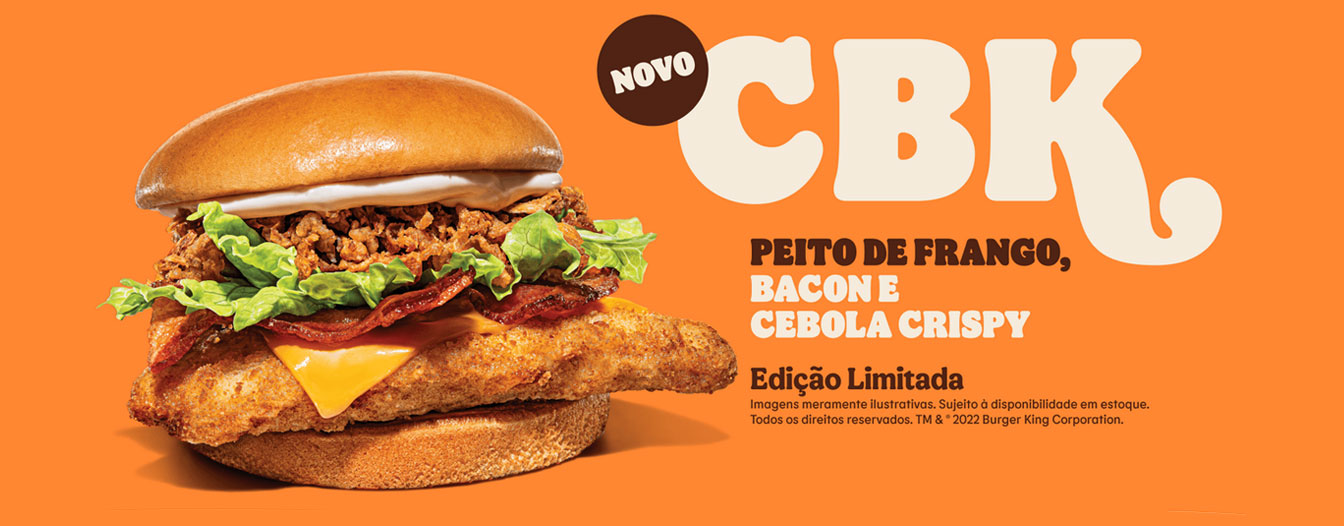 NOVO
CBK
PEITO DE FRANGO,
BACON E
CEBOLA CRISPY
Edição Limitada
Imagens meramente ilustrativas. Sujeito à disponibilidade em estoque.
Todos os direitos reservados. TM & ® 2022 Burger King Corporation.